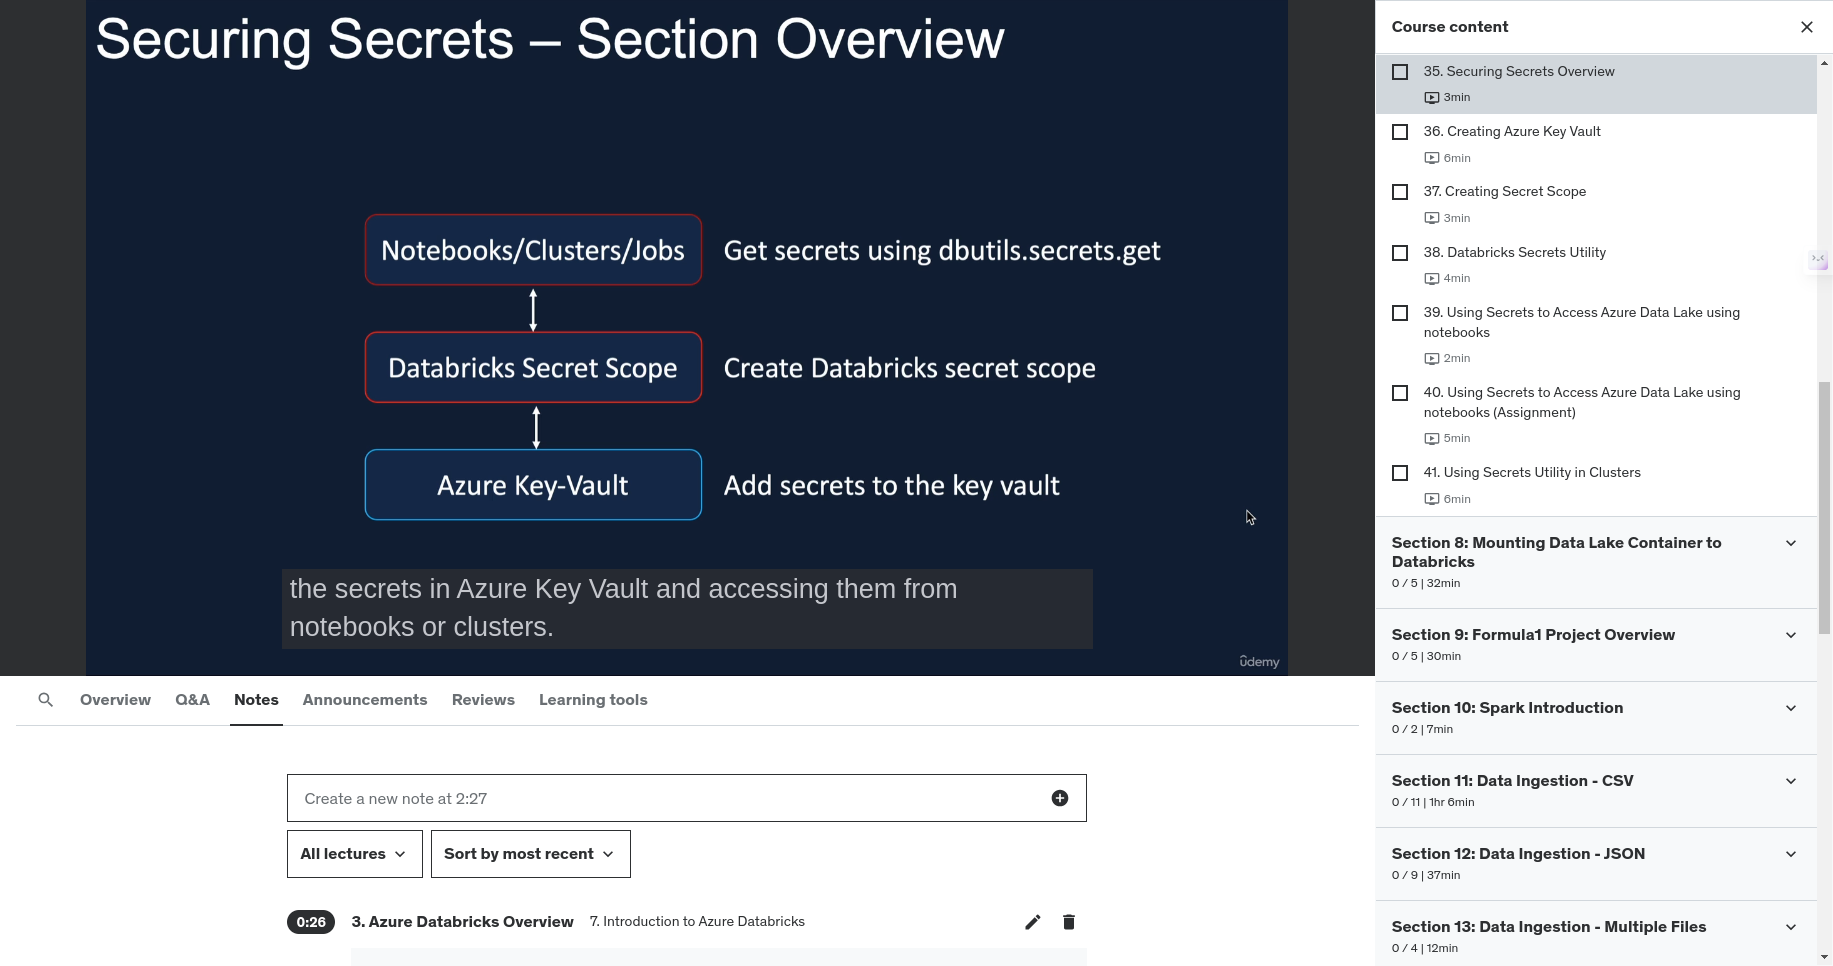 Securing Secrets – Section Overview
Notebooks/Clusters/Jobs
Get secrets using dbutils.secrets.get
Databricks Secret Scope
Create Databricks secret scope
Azure Key-Vault
Add secrets to the key vault
the secrets in Azure Key Vault and accessing them from
notebooks or clusters.
ûdemy
Overview
Q&A
Notes
Announcements
Reviews
Learning tools
Create a new note at 2:27
All lectures
Sort by most recent
0:26
3. Azure Databricks Overview
7. Introduction to Azure Databricks
Course content
35. Securing Secrets Overview
3min
36. Creating Azure Key Vault
6min
37. Creating Secret Scope
3min
38. Databricks Secrets Utility
4min
39. Using Secrets to Access Azure Data Lake using
notebooks
2min
40. Using Secrets to Access Azure Data Lake using
notebooks (Assignment)
5min
41. Using Secrets Utility in Clusters
6min
Section 8: Mounting Data Lake Container to
Databricks
0 / 5 | 32min
Section 9: Formula1 Project Overview
0 / 5 | 30min
Section 10: Spark Introduction
0 / 2 | 7min
Section 11: Data Ingestion - CSV
0 / 11 | 1hr 6min
Section 12: Data Ingestion - JSON
0 / 9 | 37min
Section 13: Data Ingestion - Multiple Files
0 / 4 | 12min